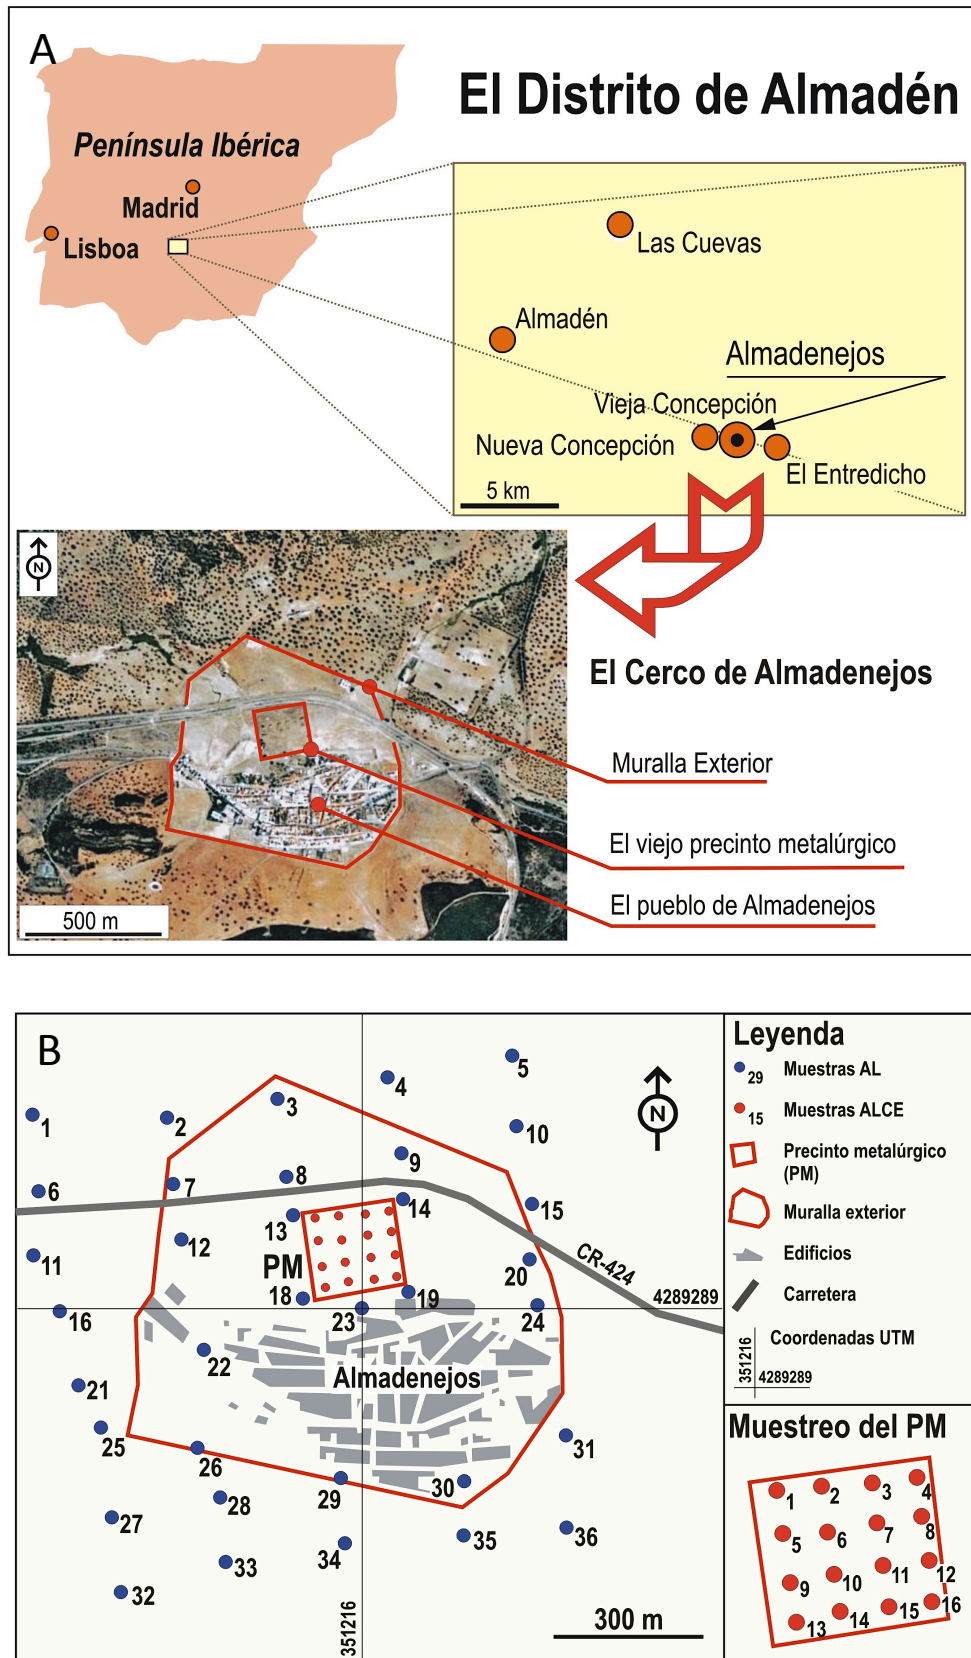 A
El Distrito de Almadén
Península Ibérica
Madrid
Lisboa
Las Cuevas
Almadén
Almadenejos
Vieja Concepción
Nueva Concepción
El Entredicho
5 km
N
El Cerco de Almadenejos
Muralla Exterior
El viejo precinto metalúrgico
El pueblo de Almadenejos
500 m
B
1
2
3
4
5
6
7
8
9
10
11
12
13
14
15
PM
16
18
19
20
CR-424
4289289
21
22
23
24
Almadenejos
25
26
27
28
29
30
31
32
33
34
35
36
N
351216
300 m
Leyenda
29 Muestras AL
15 Muestras ALCE
Precinto metalúrgico
(PM)
Muralla exterior
Edificios
Carretera
Coordenadas UTM
351216
4289289
Muestreo del PM
1
2
3
4
5
6
7
8
9
10
11
12
13
14
15
16